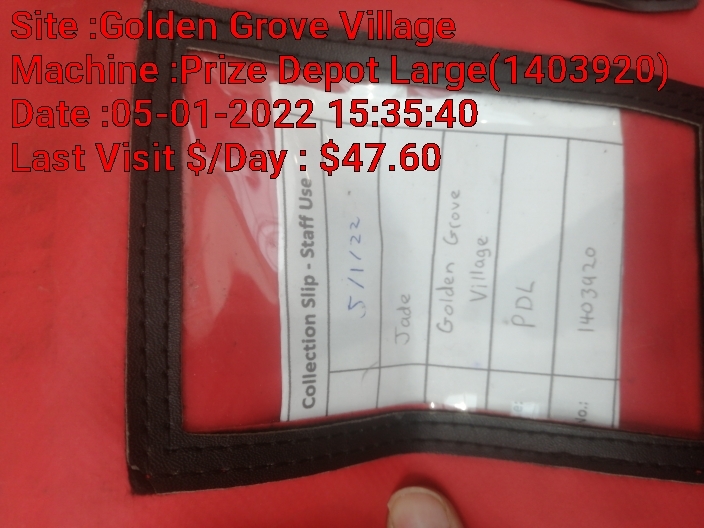 Site :Golden Grove Village
Machine :Prize Depot Large(1403920)
Date :05-01-2022 15:35:40
Last Visit $/Day : $47.60
Collection Slip - Staff Use
5/1/22
Jade
Golden Grove
Village
PDL
1403920
No.: